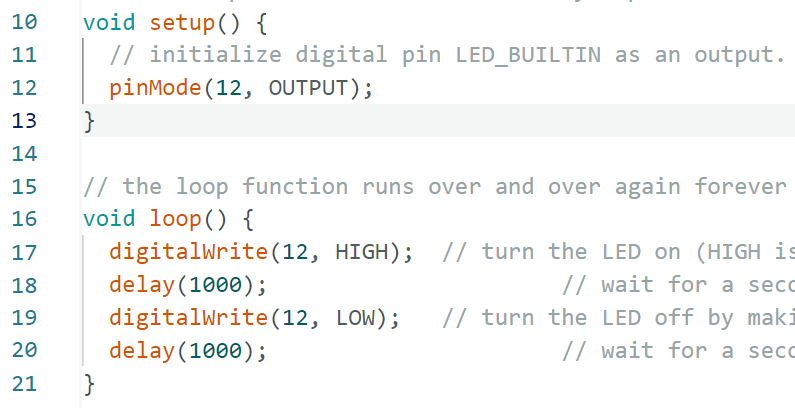 10 void setup() {
11 // initialize digital pin LED_BUILTIN as an output.
12 pinMode(12, OUTPUT);
13 }
14
15 // the loop function runs over and over again forever
16 void loop() {
17 digitalWrite(12, HIGH); // turn the LED on (HIGH is
18 delay(1000); // wait for a seco
19 digitalWrite(12, LOW); // turn the LED off by maki
20 delay(1000); // wait for a seco
21 }